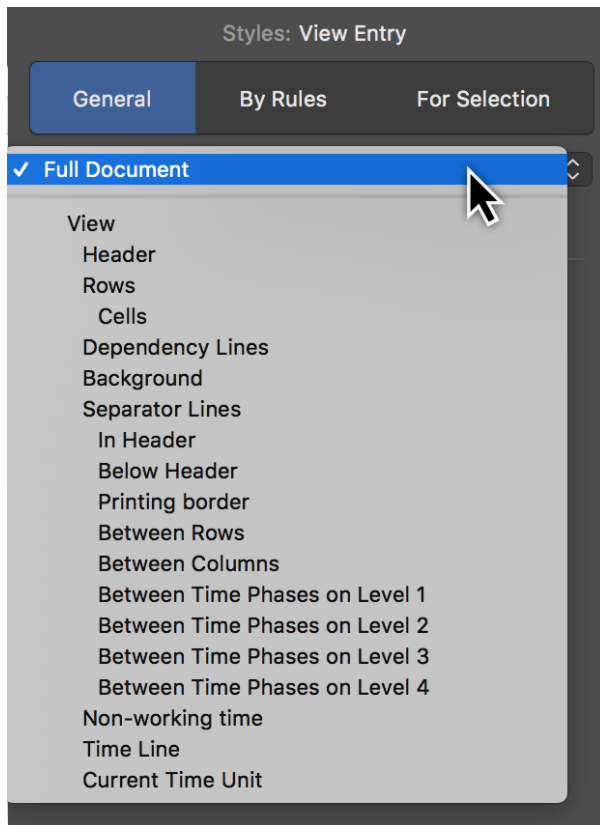 Styles: View Entry
General By Rules For Selection
✓ Full Document
View
Header
Rows
Cells
Dependency Lines
Background
Separator Lines
In Header
Below Header
Printing border
Between Rows
Between Columns
Between Time Phases on Level 1
Between Time Phases on Level 2
Between Time Phases on Level 3
Between Time Phases on Level 4
Non-working time
Time Line
Current Time Unit